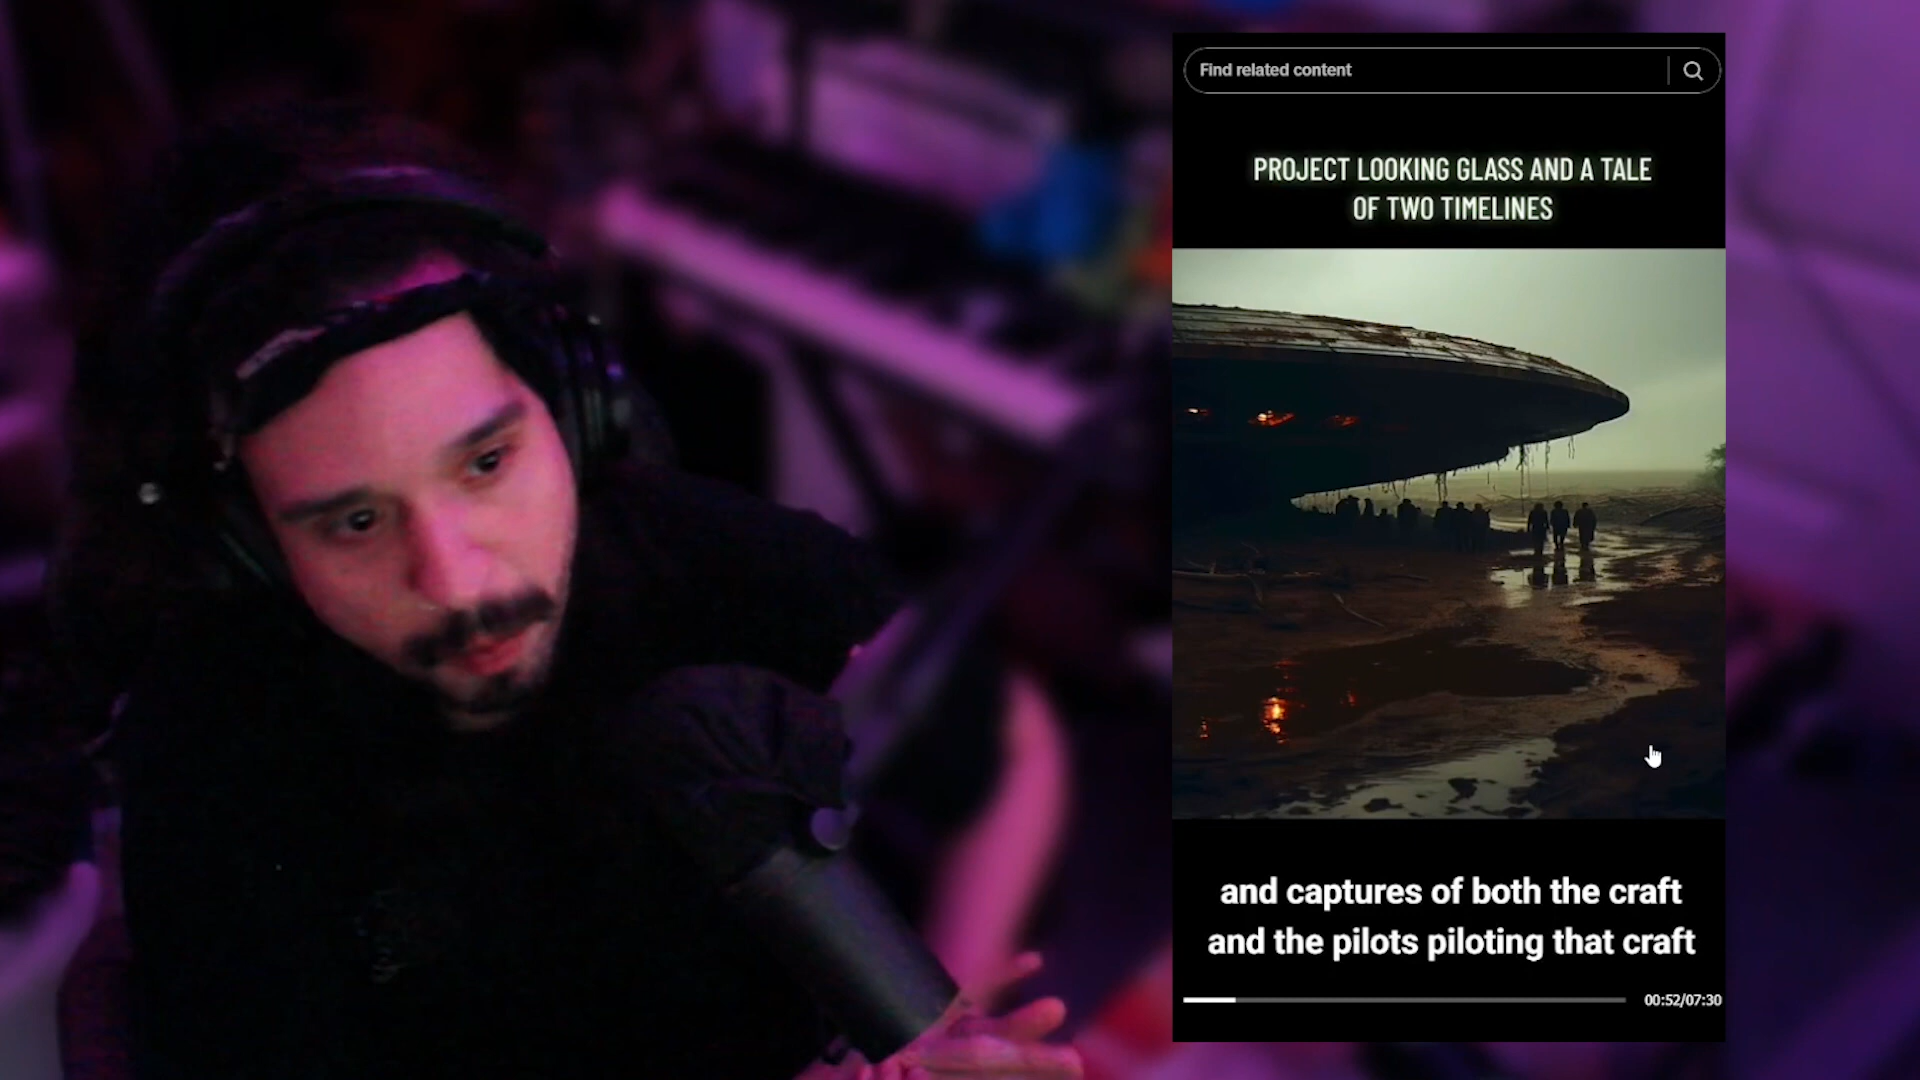 Find related content
PROJECT LOOKING GLASS AND A TALE
OF TWO TIMELINES
and captures of both the craft
and the pilots piloting that craft
00:52/07:30